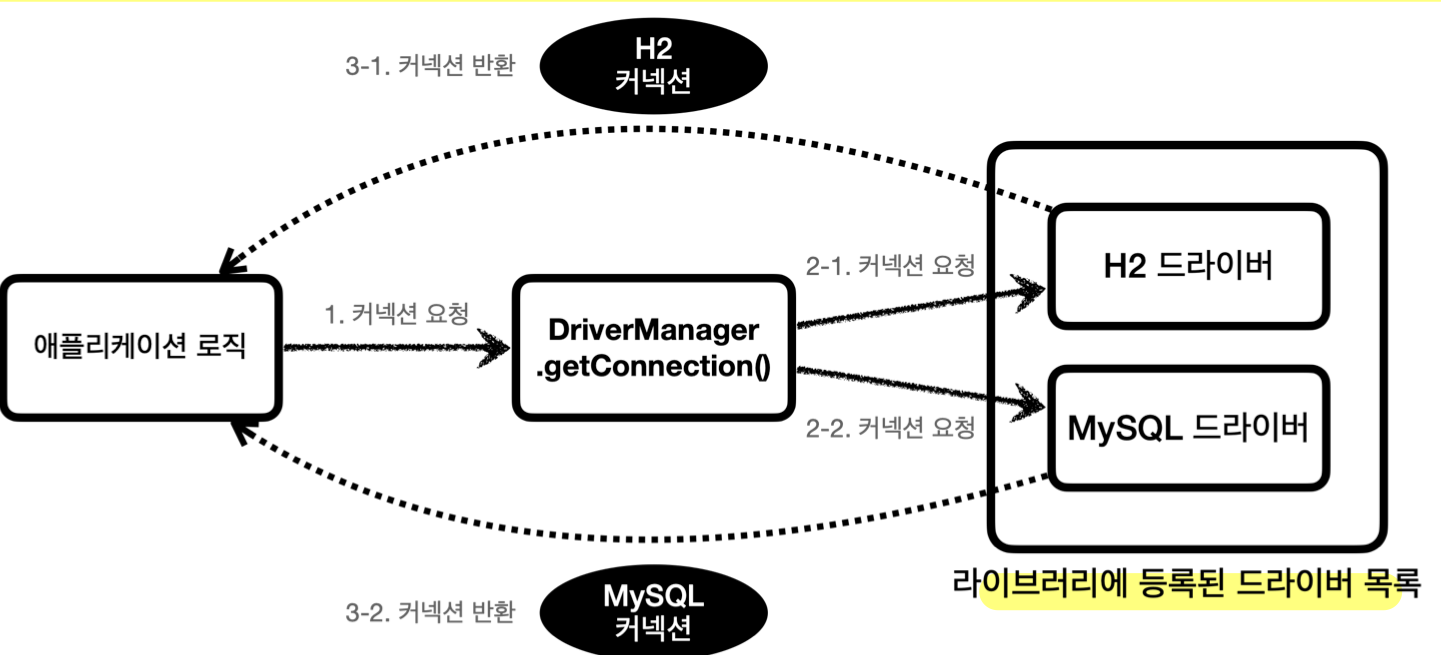 H2
커넥션
3-1. 커넥션 반환
2-1. 커넥션 요청
H2 드라이버
1. 커넥션 요청
애플리케이션 로직
DriverManager
.getConnection()
2-2. 커넥션 요청
MySQL 드라이버
라이브러리에 등록된 드라이버 목록
3-2. 커넥션 반환
MySQL
커넥션